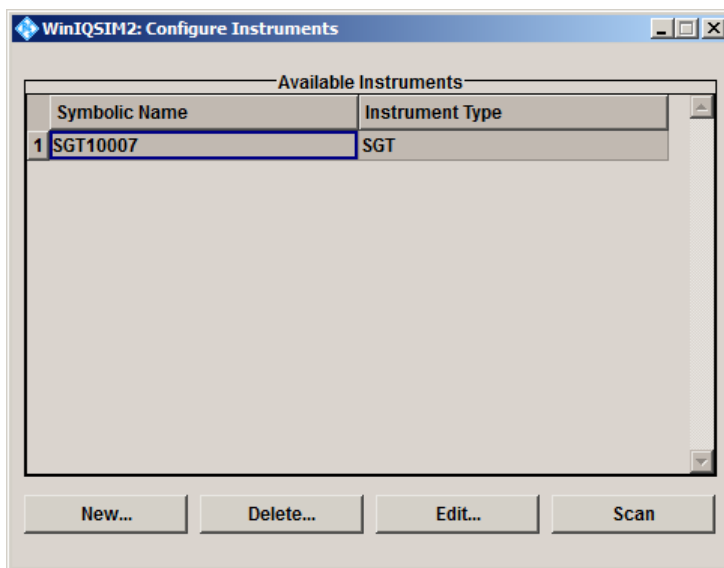 WinIQSIM2: Configure Instruments
Available Instruments
Symbolic Name Instrument Type
1 SGT10007 SGT
New... Delete... Edit... Scan